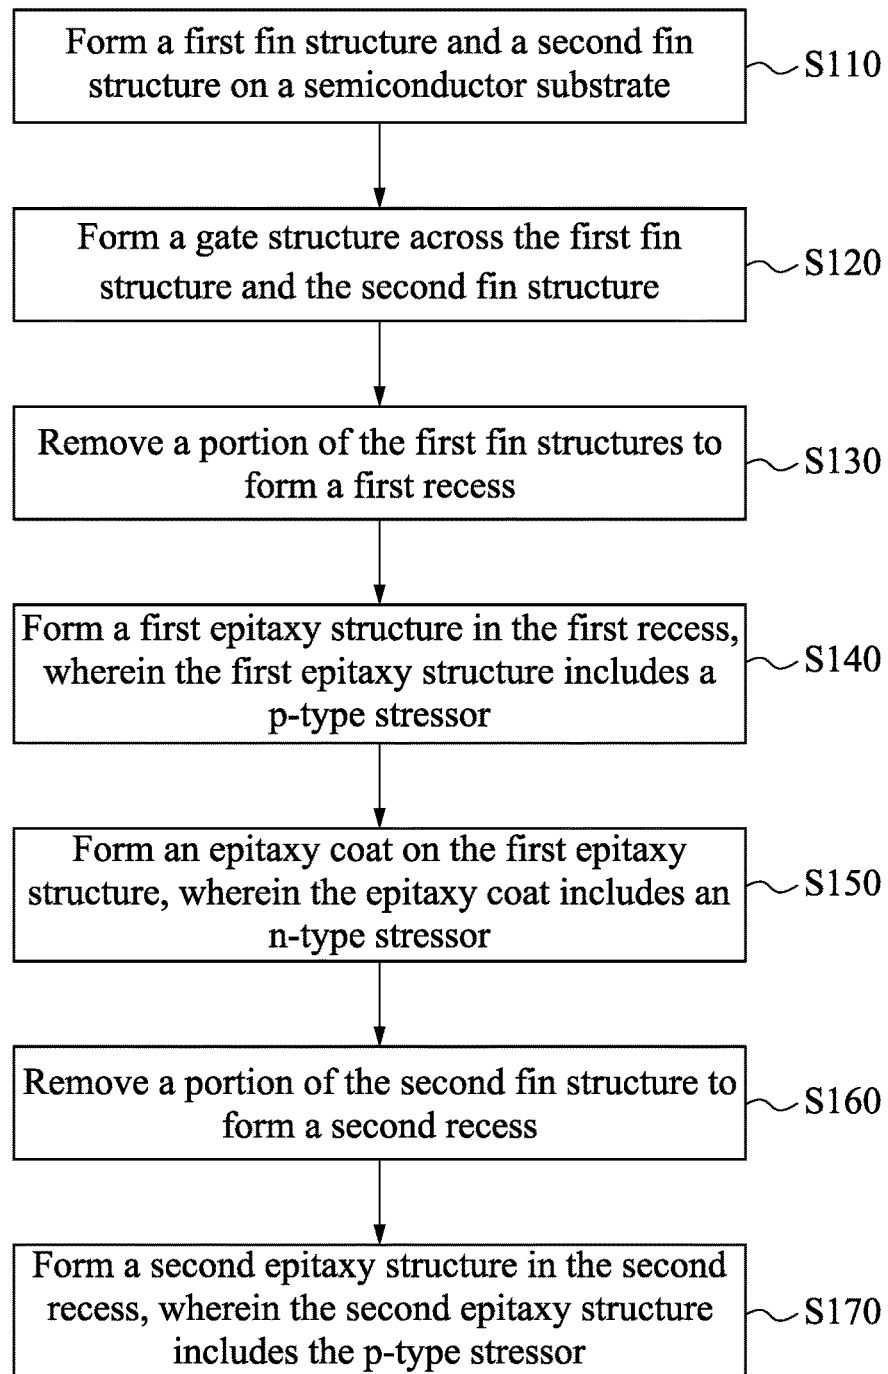 Form a first fin structure and a second fin
structure on a semiconductor substrate
S110
Form a gate structure across the first fin
structure and the second fin structure
S120
Remove a portion of the first fin structures to
form a first recess
S130
Form a first epitaxy structure in the first recess,
wherein the first epitaxy structure includes a
p-type stressor
S140
Form an epitaxy coat on the first epitaxy
structure, wherein the epitaxy coat includes an
n-type stressor
S150
Remove a portion of the second fin structure to
form a second recess
S160
Form a second epitaxy structure in the second
recess, wherein the second epitaxy structure
includes the p-type stressor
S170